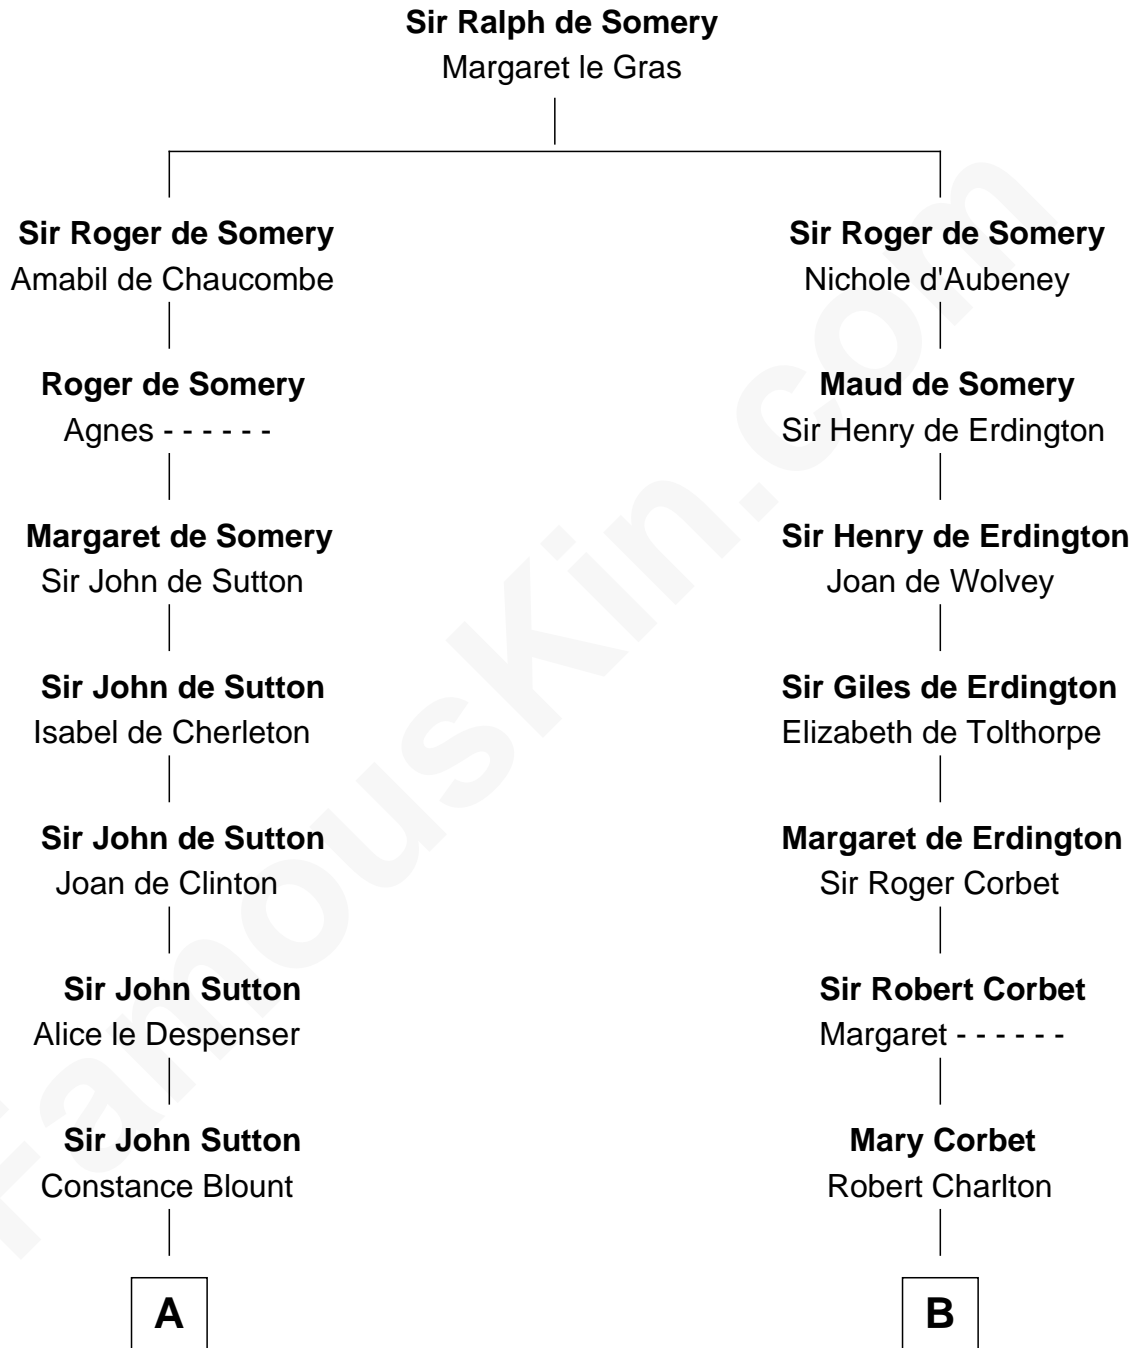 Sir Ralph de Somery
Margaret le Gras
Sir Roger de Somery
Amabil de Chaucombe
Sir Roger de Somery
Nichole d'Aubeney
Roger de Somery
Agnes - - - - - -
Maud de Somery
Sir Henry de Erdington
Margaret de Somery
Sir John de Sutton
Sir Henry de Erdington
Joan de Wolvey
Sir John de Sutton
Isabel de Cherleton
Sir Giles de Erdington
Elizabeth de Tolthorpe
Sir John de Sutton
Joan de Clinton
Margaret de Erdington
Sir Roger Corbet
Sir John Sutton
Alice le Despenser
Sir Robert Corbet
Margaret - - - - - -
Sir John Sutton
Constance Blount
Mary Corbet
Robert Charlton
A
B
FamousKin.com